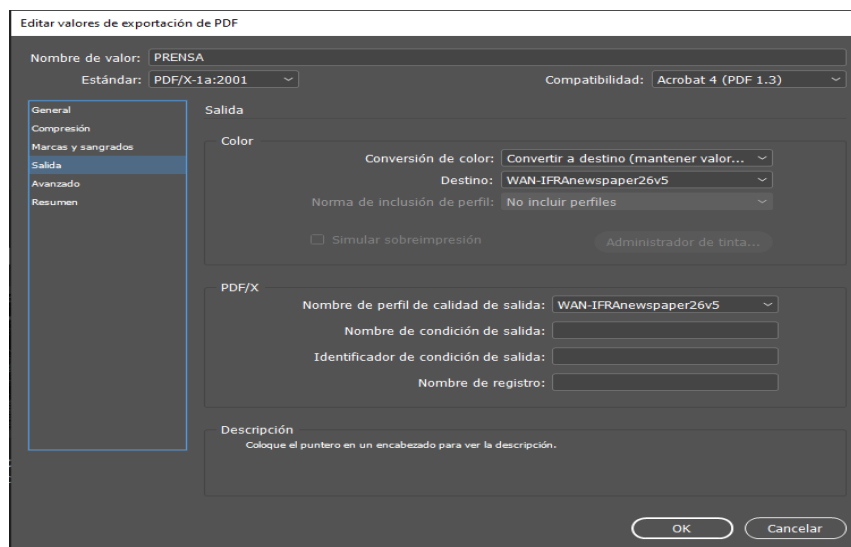 Editar valores de exportación de PDF
Nombre de valor: PRENSA
Estándar: PDF/X-1a:2001 Compatibilidad: Acrobat 4 (PDF 1.3)
General
Compresión
Marcas y sangrados
Salida
Avanzado
Resumen
Salida
Color
Conversión de color: Convertir a destino (mantener valor...
Destino: WAN-IFRAnewspaper26v5
Norma de inclusión de perfil: No incluir perfiles
Simular sobreimpresión Administrador de tinta...
PDF/X
Nombre de perfil de calidad de salida: WAN-IFRAnewspaper26v5
Nombre de condición de salida:
Identificador de condición de salida:
Nombre de registro:
Descripción
Coloque el puntero en un encabezado para ver la descripción.
OK Cancelar